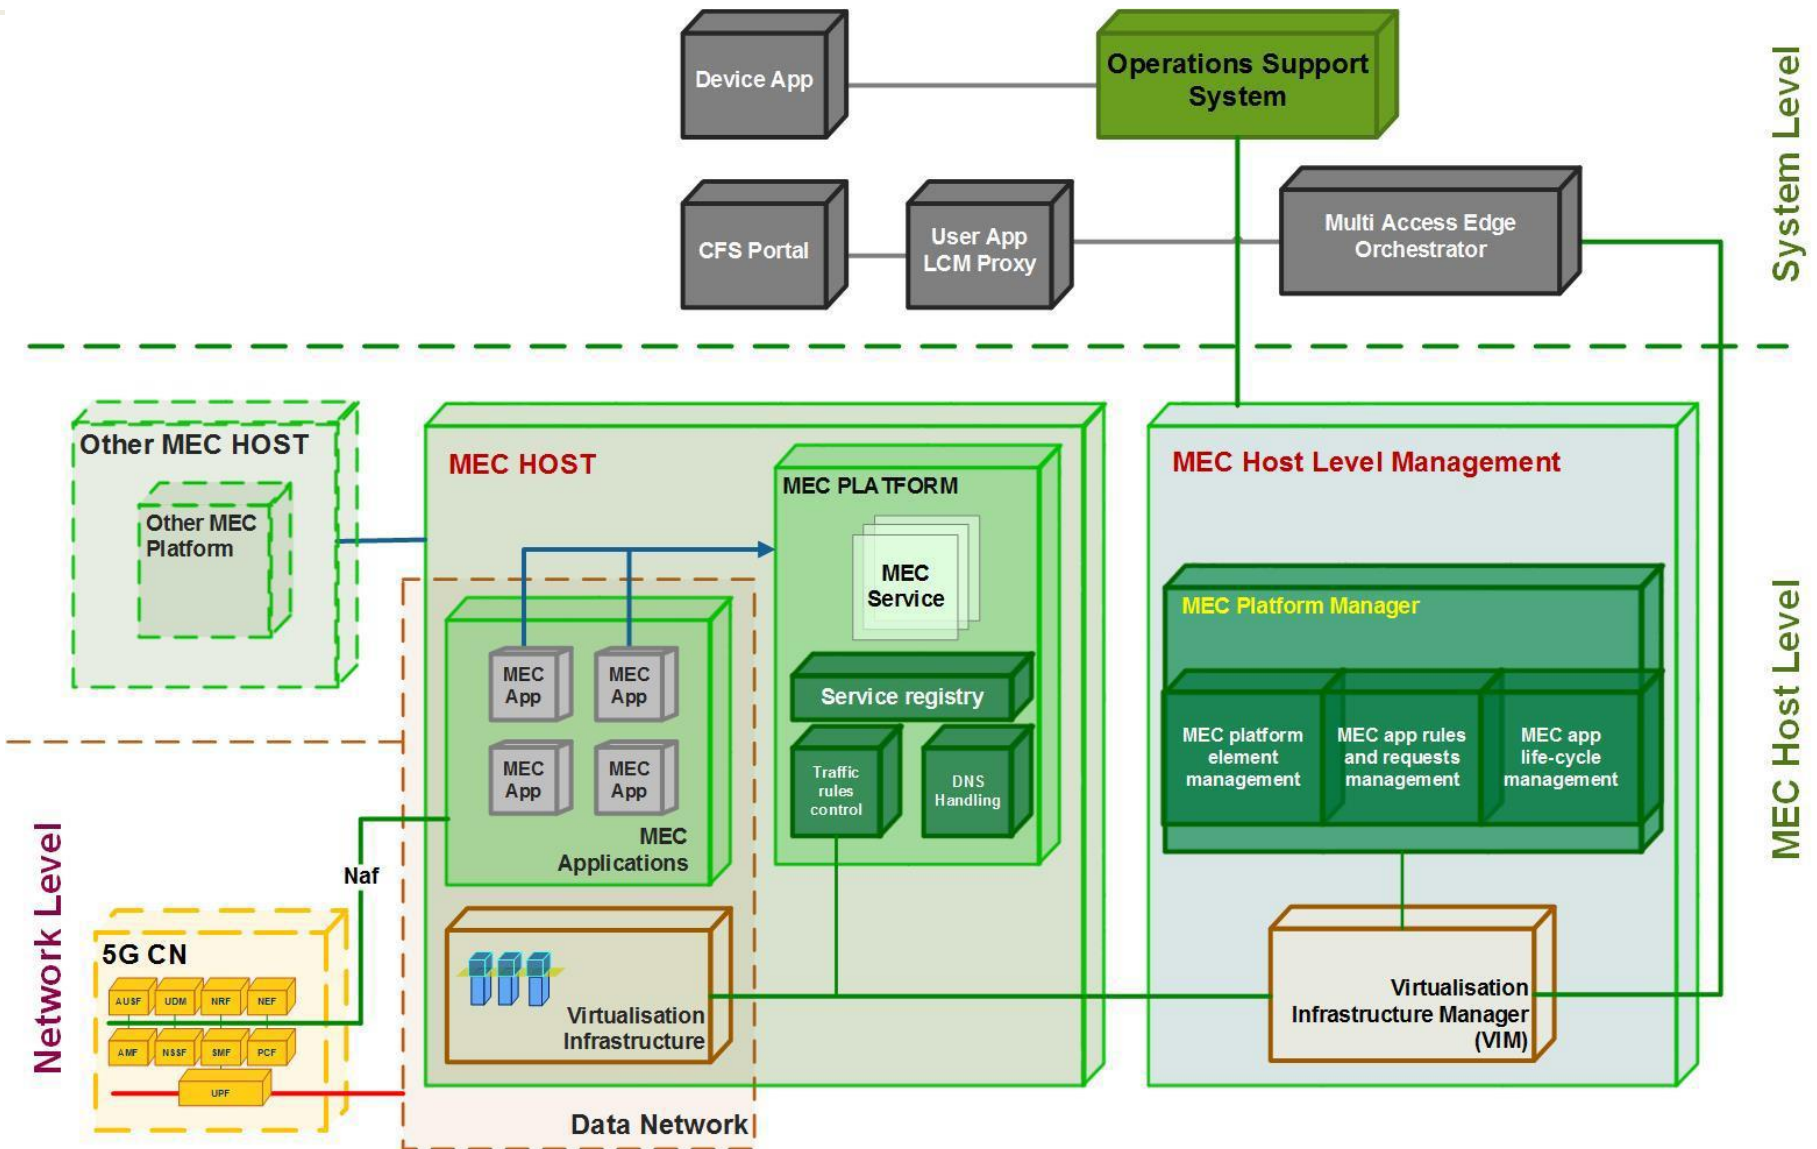 Device App
Operations Support
System
System Level
CFS Portal
User App
LCM Proxy
Multi Access Edge
Orchestrator
Other MEC HOST
Other MEC
Platform
MEC HOST
MEC PLATFORM
MEC
Service
Service registry
Traffic
rules
control
DNS
Handling
MEC
App
MEC
App
MEC
App
MEC
App
MEC
Applications
Virtualisation
Infrastructure
Data Network
MEC Host Level Management
MEC Platform Manager
MEC platform
element
management
MEC app rules
and requests
management
MEC app
life-cycle
management
Virtualisation
Infrastructure Manager
(VIM)
MEC Host Level
Network Level
Naf
5G CN
AUSF
UDM
NRF
NEF
AMF
NSSF
SMF
PCF
UPF